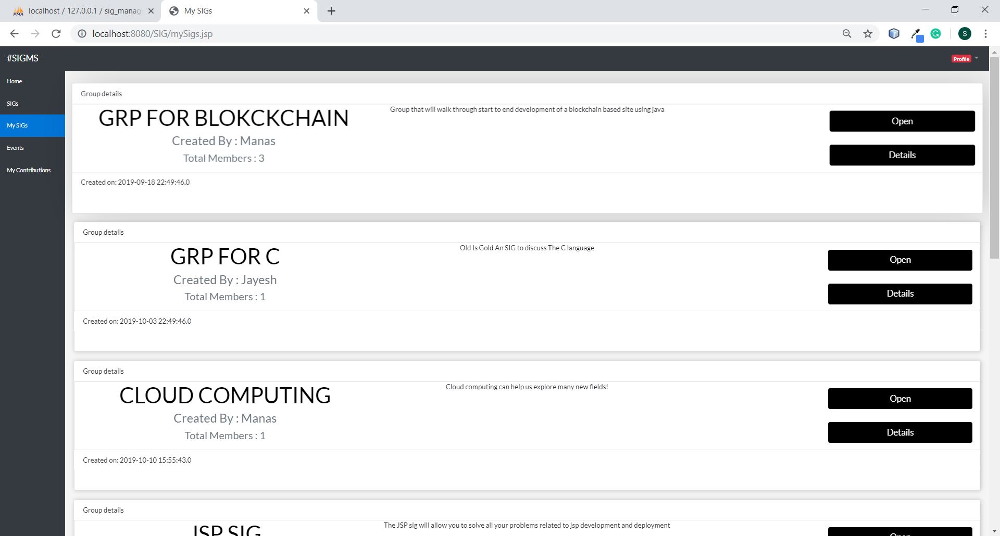 localhost / 127.0.0.1 / sig_manag
My SIGs
localhost:8080/SIG/mySigs.jsp
S
#SIGMS
Profile
Home
SIGs
My SIGs
Events
My Contributions
Group details
GRP FOR BLOKCKCHAIN
Created By : Manas
Total Members : 3
Group that will walk through start to end development of a blockchain based site using java
Open
Details
Created on: 2019-09-18 22:49:46.0
Group details
GRP FOR C
Created By : Jayesh
Total Members : 1
Old Is Gold An SIG to discuss The C language
Open
Details
Created on: 2019-10-03 22:49:46.0
Group details
CLOUD COMPUTING
Created By : Manas
Total Members : 1
Cloud computing can help us explore many new fields!
Open
Details
Created on: 2019-10-10 15:55:43.0
Group details
JSP SIG
The JSP sig will allow you to solve all your problems related to jsp development and deployment
Open